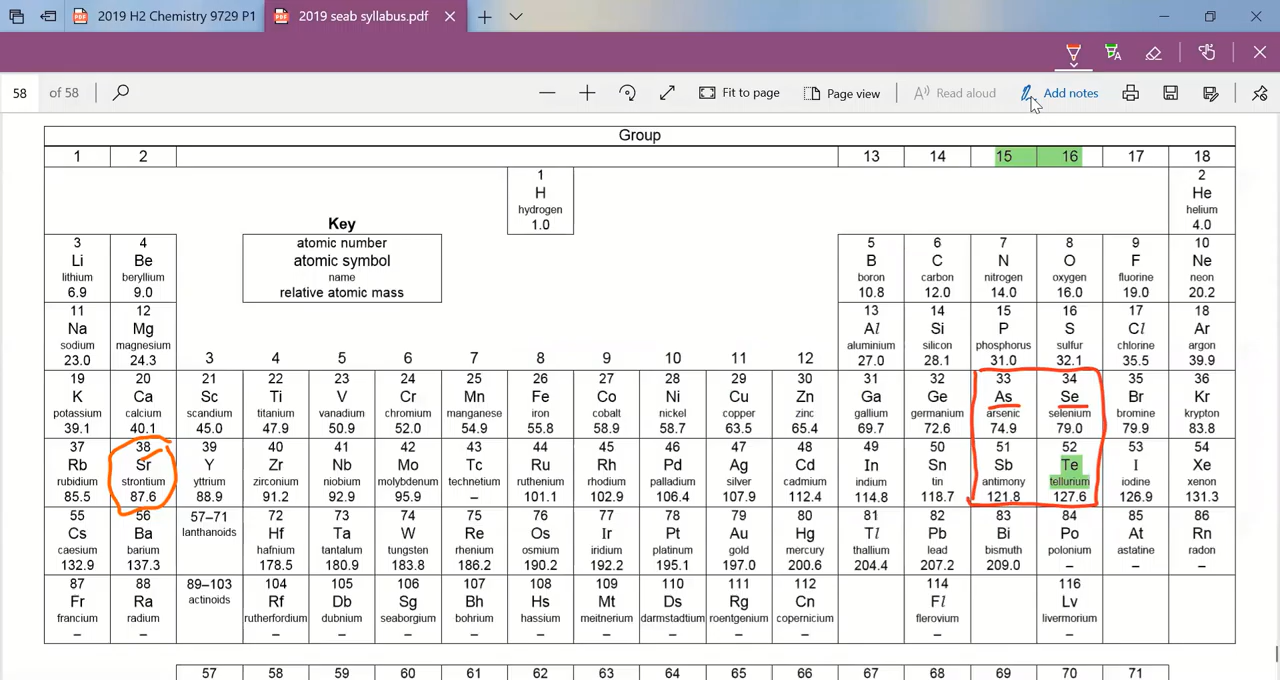 2019 H2 Chemistry 9729 P1 2019 seab syllabus.pdf
58 of 58 Fit to page Page view Read aloud Add notes
Group
1 2 13 14 15 16 17 18
1 2
H He
hydrogen helium
1.0 4.0
Key
atomic number
atomic symbol
name
relative atomic mass
3 4 5 6 7 8 9 10
Li Be B C N O F Ne
lithium beryllium boron carbon nitrogen oxygen fluorine neon
6.9 9.0 10.8 12.0 14.0 16.0 19.0 20.2
11 12 13 14 15 16 17 18
Na Mg Al Si P S Cl Ar
sodium magnesium aluminium silicon phosphorus sulfur chlorine argon
23.0 24.3 3 4 5 6 7 8 9 10 11 12 27.0 28.1 31.0 32.1 35.5 39.9
19 20 21 22 23 24 25 26 27 28 29 30 31 32 33 34 35 36
K Ca Sc Ti V Cr Mn Fe Co Ni Cu Zn Ga Ge As Se Br Kr
potassium calcium scandium titanium vanadium chromium manganese iron cobalt nickel copper zinc gallium germanium arsenic selenium bromine krypton
39.1 40.1 45.0 47.9 50.9 52.0 54.9 55.8 58.9 58.7 63.5 65.4 69.7 72.6 74.9 79.0 79.9 83.8
37 38 39 40 41 42 43 44 45 46 47 48 49 50 51 52 53 54
Rb Sr Y Zr Nb Mo Tc Ru Rh Pd Ag Cd In Sn Sb Te I Xe
rubidium strontium yttrium zirconium niobium molybdenum technetium ruthenium rhodium palladium silver cadmium indium tin antimony tellurium iodine xenon
85.5 87.6 88.9 91.2 92.9 95.9 – 101.1 102.9 106.4 107.9 112.4 114.8 118.7 121.8 127.6 126.9 131.3
55 56 57–71 72 73 74 75 76 77 78 79 80 81 82 83 84 85 86
Cs Ba lanthanoids Hf Ta W Re Os Ir Pt Au Hg Tl Pb Bi Po At Rn
caesium barium hafnium tantalum tungsten rhenium osmium iridium platinum gold mercury thallium lead bismuth polonium astatine radon
132.9 137.3 178.5 180.9 183.8 186.2 190.2 192.2 195.1 197.0 200.6 204.4 207.2 209.0 – – –
87 88 89–103 104 105 106 107 108 109 110 111 112 114 116
Fr Ra actinoids Rf Db Sg Bh Hs Mt Ds Rg Cn Fl Lv
francium radium rutherfordium dubnium seaborgium bohrium hassium meitnerium darmstadtium roentgenium copernicium flerovium livermorium
– – – – – – – – – – – – –
57 58 59 60 61 62 63 64 65 66 67 68 69 70 71